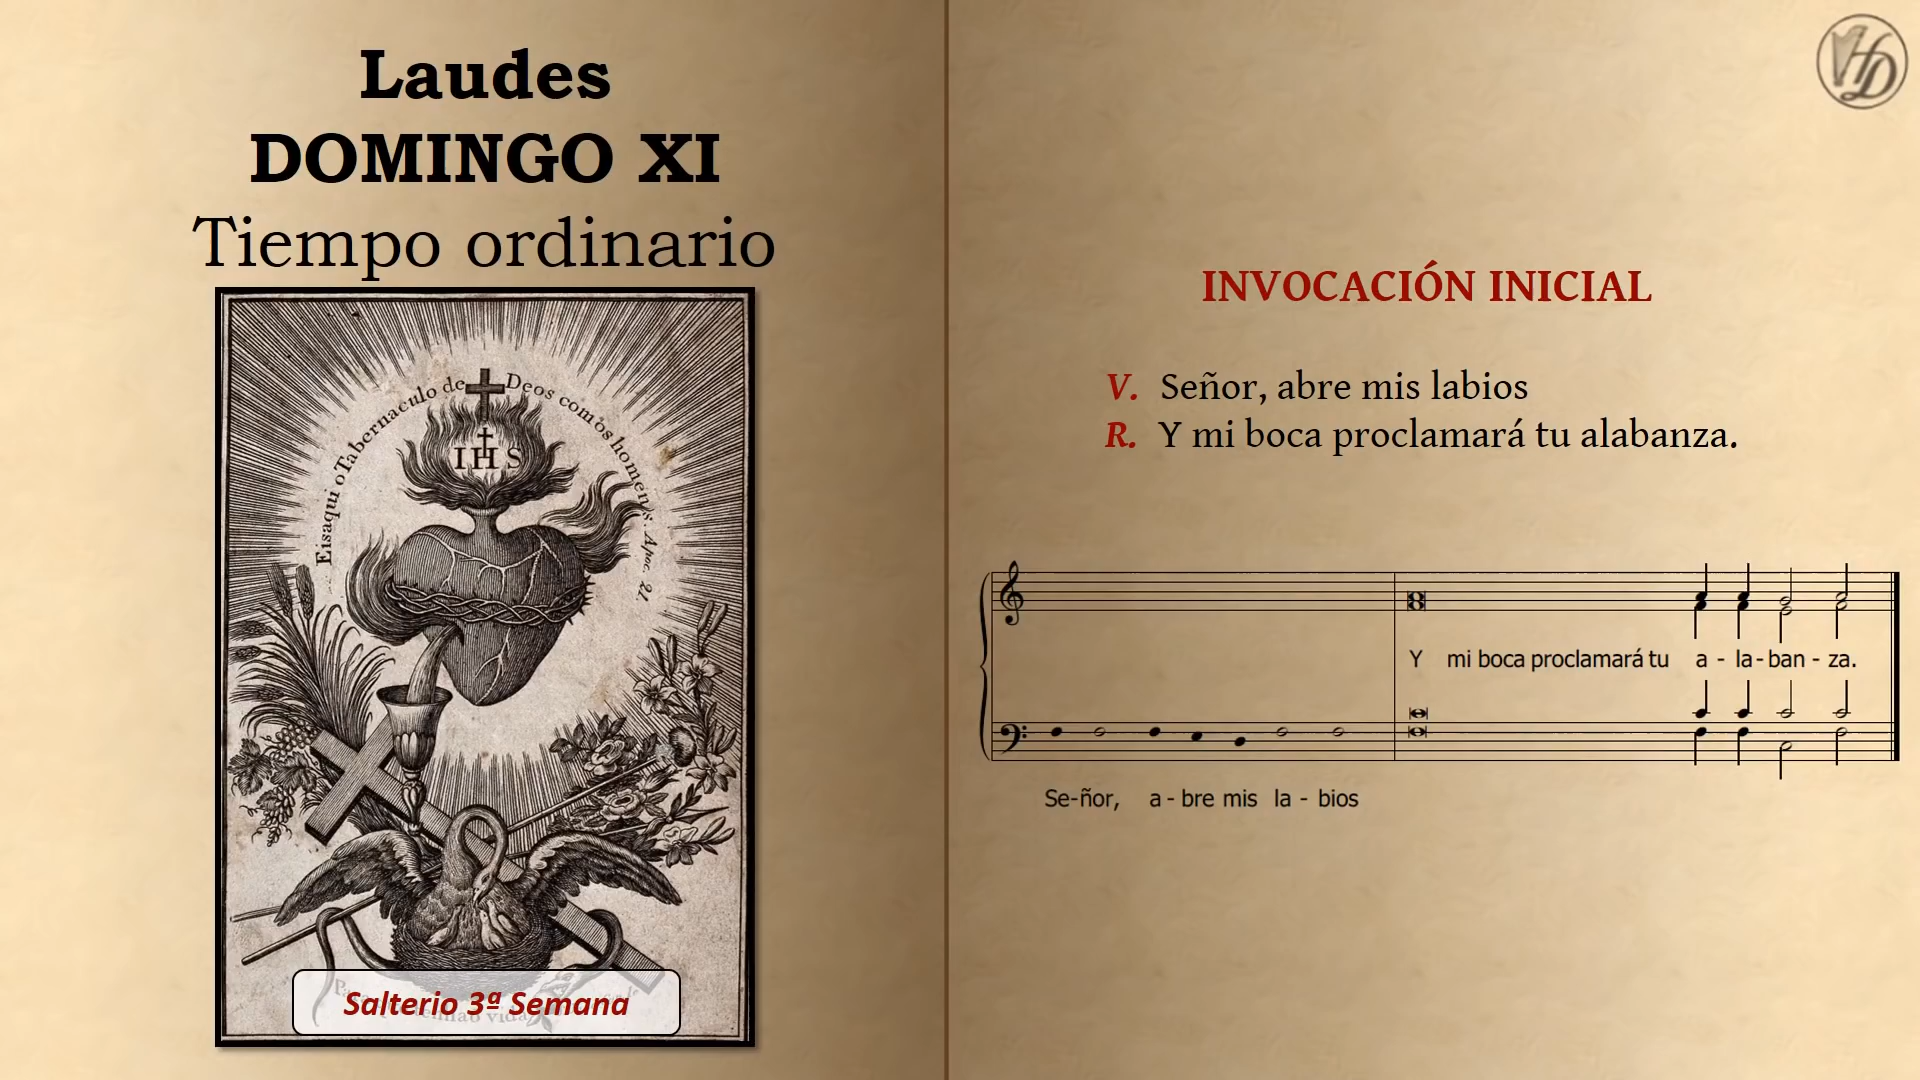 Laudes
DOMINGO XI
Tiempo ordinario
Eisaqui o Tabernaculo de Deos com os homens. Apoc. 21.
IHS
Salterio 3ª Semana
HD
INVOCACIÓN INICIAL
V. Señor, abre mis labios
R. Y mi boca proclamará tu alabanza.
Y mi boca proclamará tu a - la - ban - za.
Se-ñor, a - bre mis la - bios